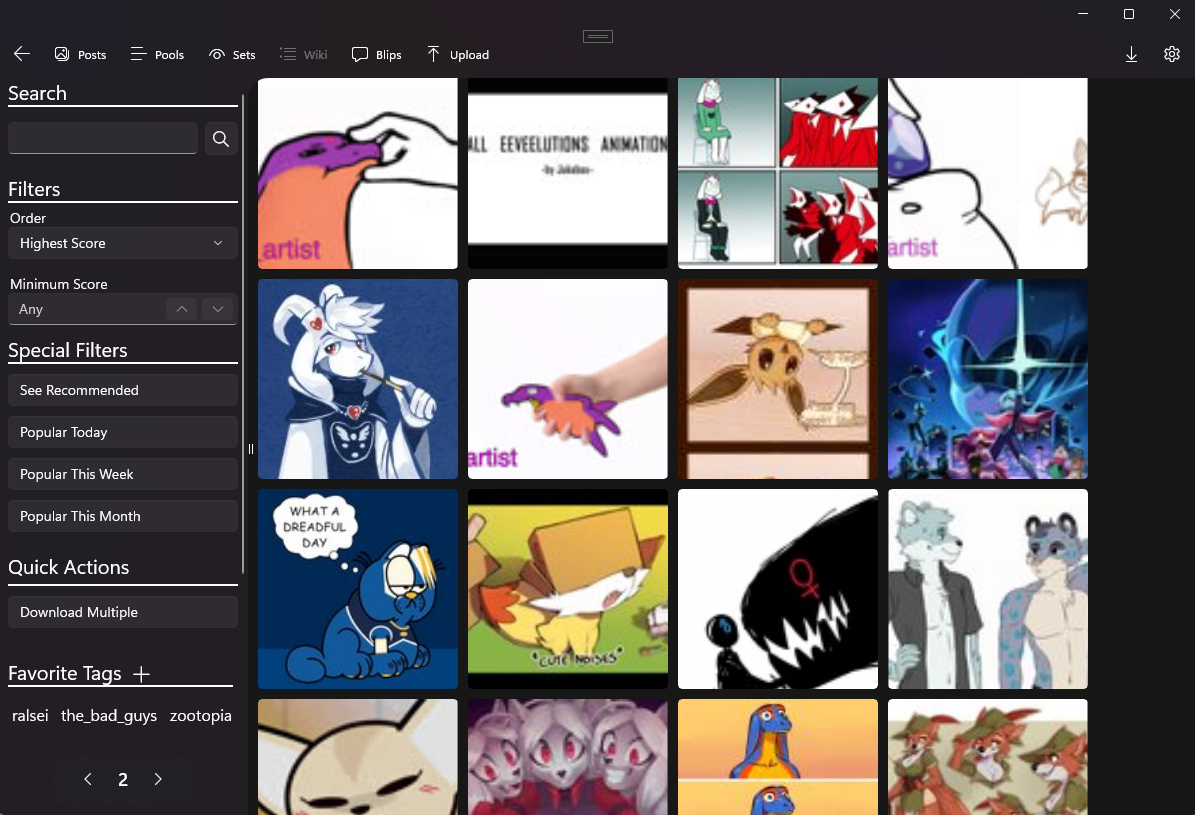 Posts
Pools
Sets
Wiki
Blips
Upload
Search
Filters
Order
Highest Score
Minimum Score
Any
Special Filters
See Recommended
Popular Today
Popular This Week
Popular This Month
Quick Actions
Download Multiple
Favorite Tags
ralsei the_bad_guys zootopia
2
artist
ALL EEVEELUTIONS ANIMATION
-by Jukebox-
artist
artist
WHAT A
DREADFUL
DAY
*CUTE NOISES*